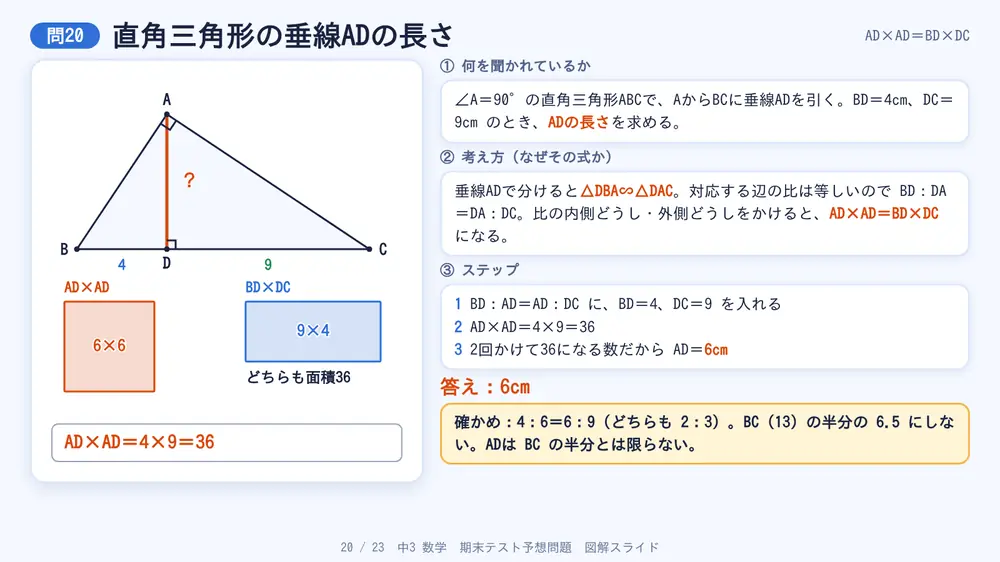 問20 直角三角形の垂線ADの長さ
AD×AD＝BD×DC
A
?
B
D
C
4
9
AD×AD
6×6
BD×DC
9×4
どちらも面積36
AD×AD＝4×9＝36
① 何を聞かれているか
∠A＝90°の直角三角形ABCで、AからBCに垂線ADを引く。BD＝4cm、DC＝
9cm のとき、ADの長さを求める。
② 考え方（なぜその式か）
垂線ADで分けると△DBA∽△DAC。対応する辺の比は等しいので BD：DA
＝DA：DC。比の内側どうし・外側どうしをかけると、AD×AD＝BD×DC
になる。
③ ステップ
1 BD：AD＝AD：DC に、BD＝4、DC＝9 を入れる
2 AD×AD＝4×9＝36
3 2回かけて36になる数だから AD＝6cm
答え：6cm
確かめ：4：6＝6：9（どちらも 2：3）。BC（13）の半分の 6.5 にしな
い。ADは BC の半分とは限らない。
20 / 23 中3 数学 期末テスト予想問題 図解スライド